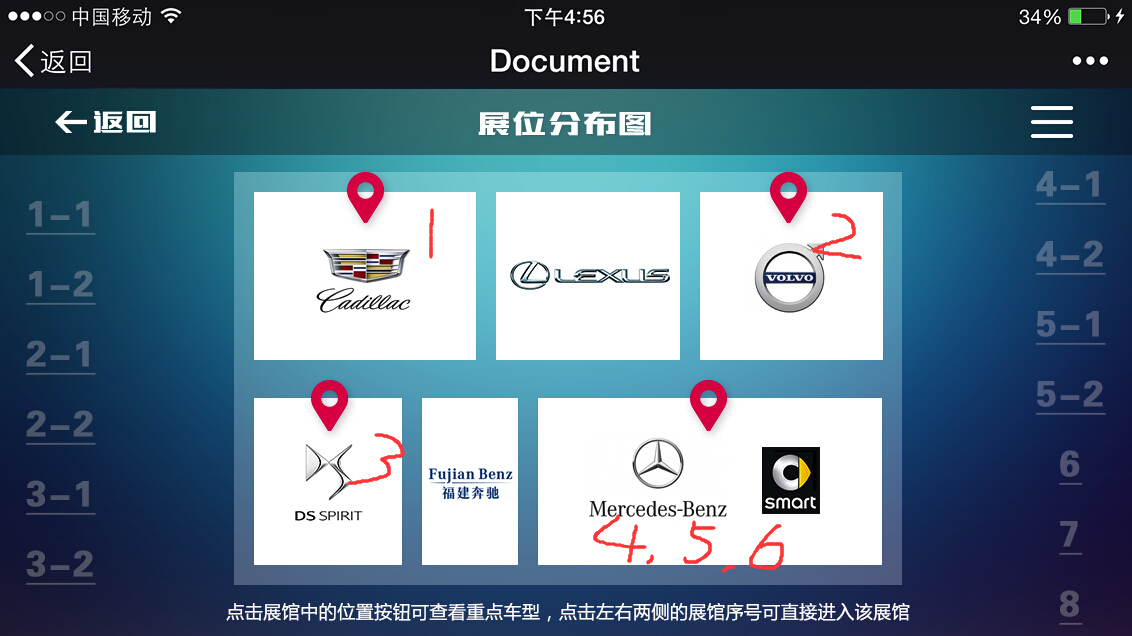 中国移动 下午4:56 34%
返回 Document
返回 展位分布图
1-1
1-2
2-1
2-2
3-1
3-2
1
Cadillac
LEXUS
2
VOLVO
3
DS SPIRIT
Fujian Benz
福建奔驰
Mercedes-Benz
smart
4, 5, 6
4-1
4-2
5-1
5-2
6
7
8
点击展馆中的位置按钮可查看重点车型，点击左右两侧的展馆序号可直接进入该展馆